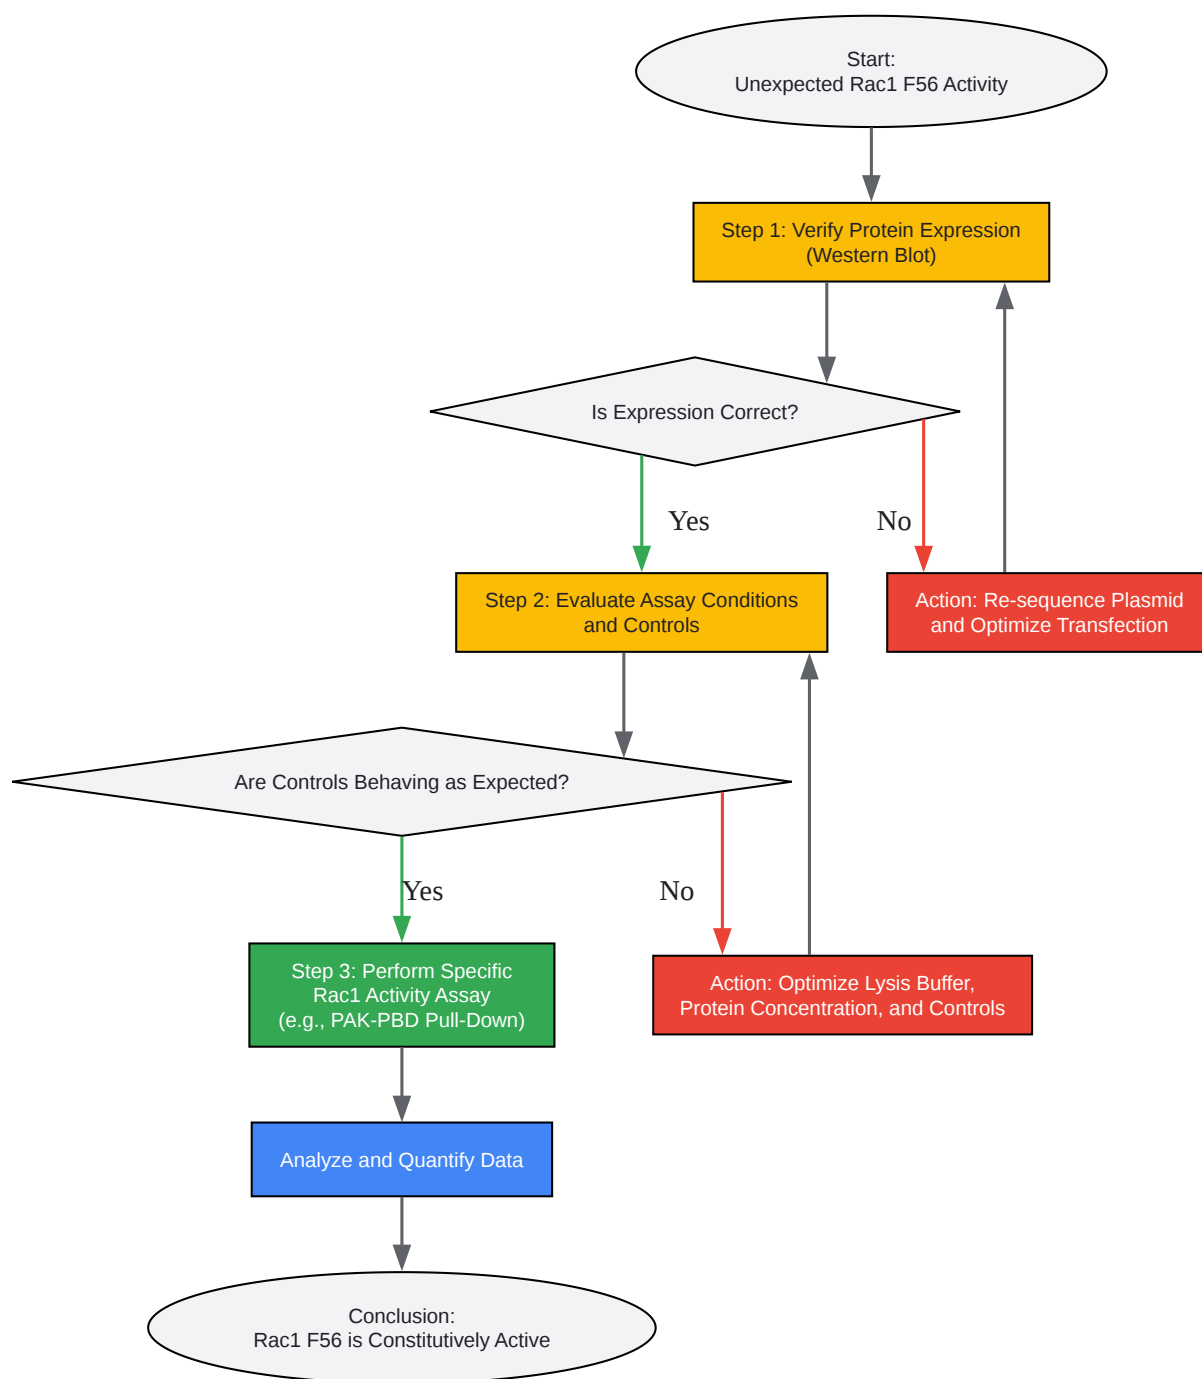 Start:
Unexpected Rac1 F56 Activity
Step 1: Verify Protein Expression
(Western Blot)
Is Expression Correct?
Yes
No
Step 2: Evaluate Assay Conditions
and Controls
Action: Re-sequence Plasmid
and Optimize Transfection
Are Controls Behaving as Expected?
Yes
No
Step 3: Perform Specific
Rac1 Activity Assay
(e.g., PAK-PBD Pull-Down)
Action: Optimize Lysis Buffer,
Protein Concentration, and Controls
Analyze and Quantify Data
Conclusion:
Rac1 F56 is Constitutively Active